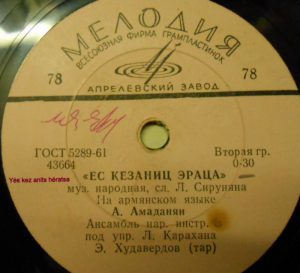 МЕЛОДИЯ
ВСЕСОЮЗНАЯ ФИРМА ГРАМПЛАСТИНОК
78 78
АПРЕЛЕВСКИЙ ЗАВОД
ГОСТ 5289-61 Вторая гр.
43664 0-30
Yès kez anits hèratsa
«ЕС КЕЗАНИЦ ЭРАЦА»
муз. народная, сл. Л. Сируняна
На армянском языке
А. Амаданян
Ансамбль нар. инстр.
под упр. Л. Карахана
Э. Худавердов (тар)